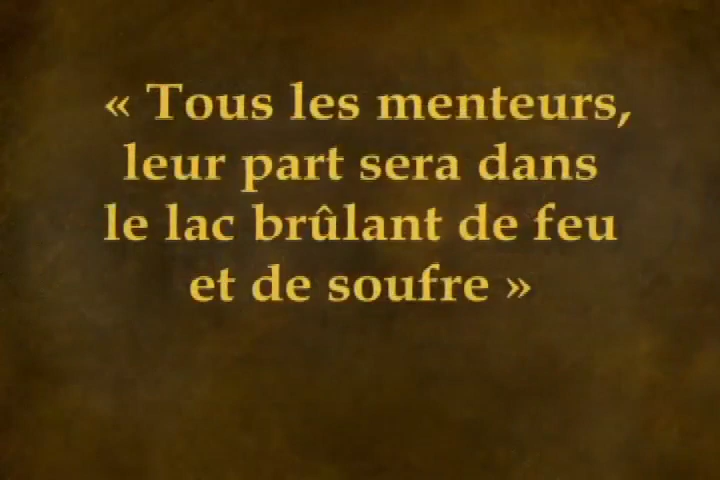 « Tous les menteurs,
leur part sera dans
le lac brûlant de feu
et de soufre »